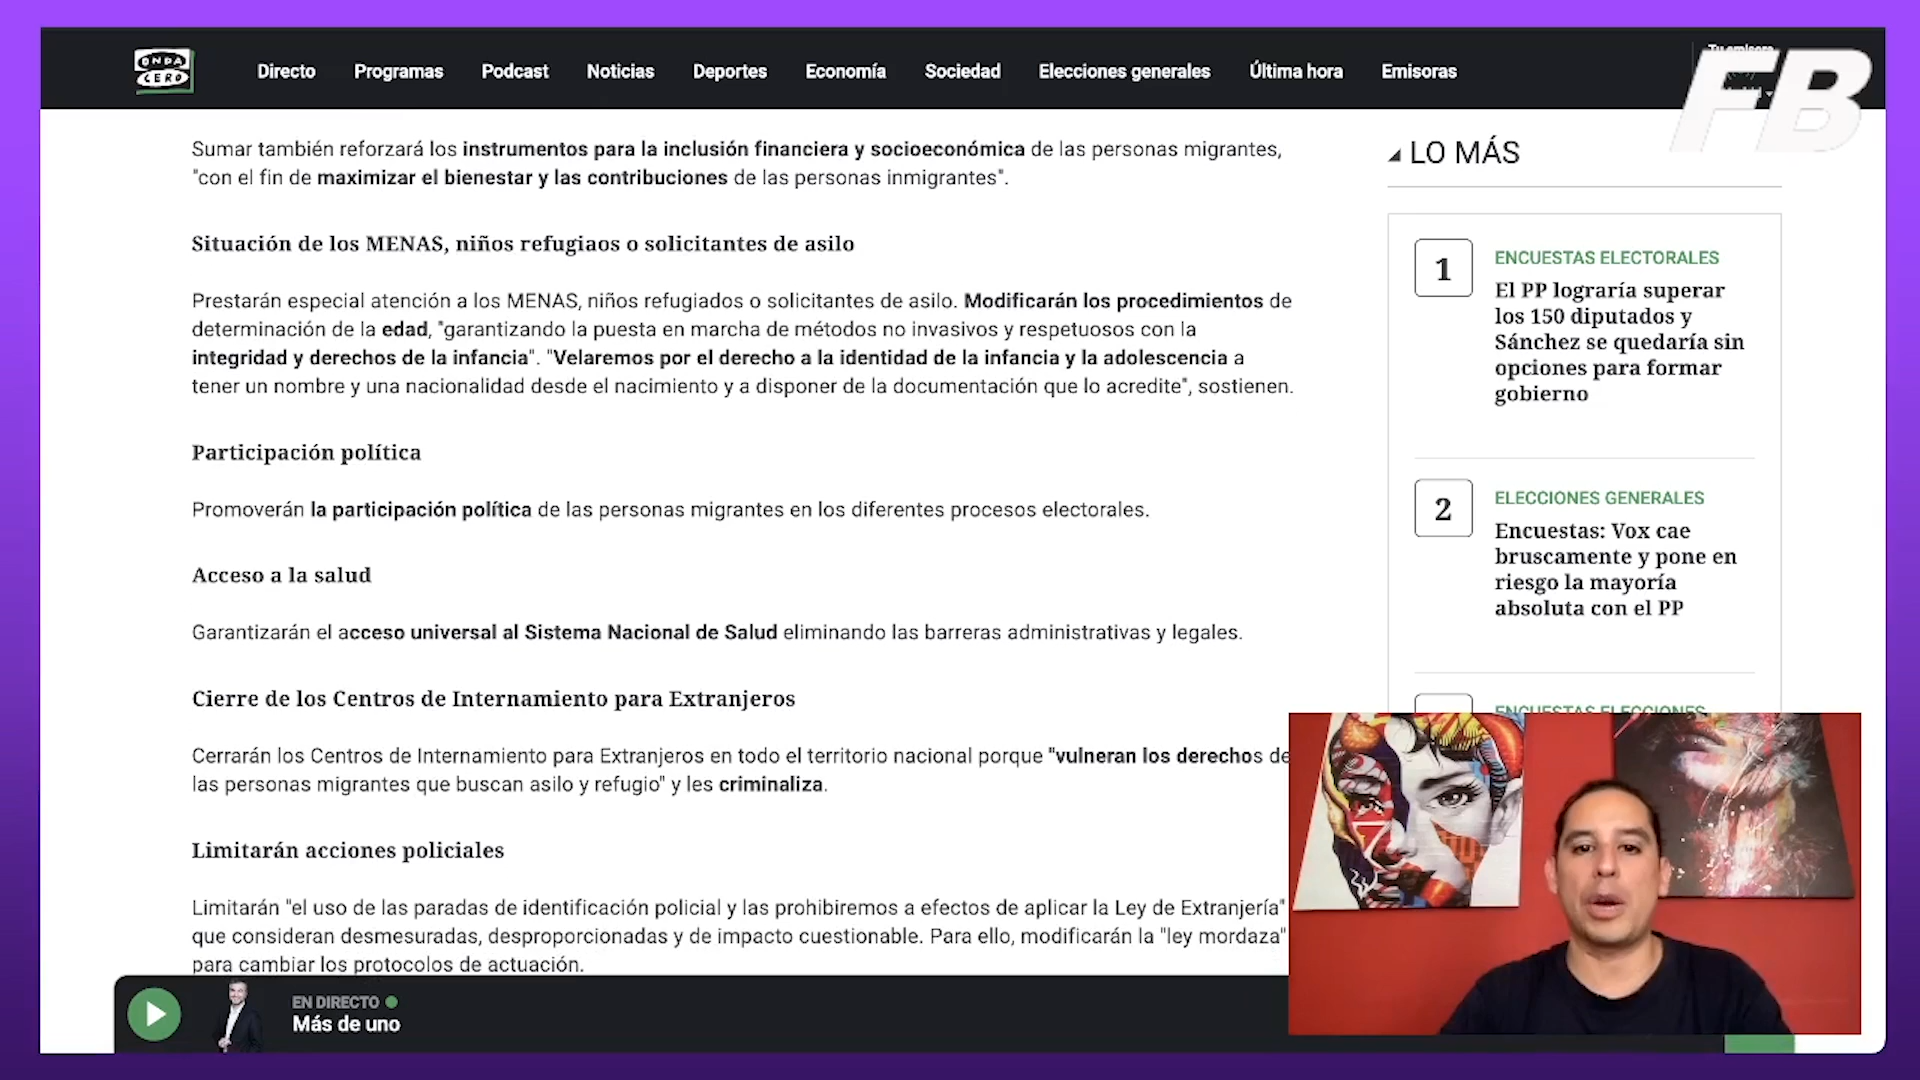 ONDA
CERO
Directo
Programas
Podcast
Noticias
Deportes
Economía
Sociedad
Elecciones generales
Última hora
Emisoras
Tu emisora
FB
Sumar también reforzará los instrumentos para la inclusión financiera y socioeconómica de las personas migrantes,
"con el fin de maximizar el bienestar y las contribuciones de las personas inmigrantes".
Situación de los MENAS, niños refugiaos o solicitantes de asilo
Prestarán especial atención a los MENAS, niños refugiados o solicitantes de asilo. Modificarán los procedimientos de
determinación de la edad, "garantizando la puesta en marcha de métodos no invasivos y respetuosos con la
integridad y derechos de la infancia". "Velaremos por el derecho a la identidad de la infancia y la adolescencia a
tener un nombre y una nacionalidad desde el nacimiento y a disponer de la documentación que lo acredite", sostienen.
Participación política
Promoverán la participación política de las personas migrantes en los diferentes procesos electorales.
Acceso a la salud
Garantizarán el acceso universal al Sistema Nacional de Salud eliminando las barreras administrativas y legales.
Cierre de los Centros de Internamiento para Extranjeros
Cerrarán los Centros de Internamiento para Extranjeros en todo el territorio nacional porque "vulneran los derechos de
las personas migrantes que buscan asilo y refugio" y les criminaliza.
Limitarán acciones policiales
Limitarán "el uso de las paradas de identificación policial y las prohibiremos a efectos de aplicar la Ley de Extranjería"
que consideran desmesuradas, desproporcionadas y de impacto cuestionable. Para ello, modificarán la "ley mordaza"
para cambiar los protocolos de actuación.
LO MÁS
1
ENCUESTAS ELECTORALES
El PP lograría superar
los 150 diputados y
Sánchez se quedaría sin
opciones para formar
gobierno
2
ELECCIONES GENERALES
Encuestas: Vox cae
bruscamente y pone en
riesgo la mayoría
absoluta con el PP
ENCUESTAS ELECCIONES
EN DIRECTO
Más de uno